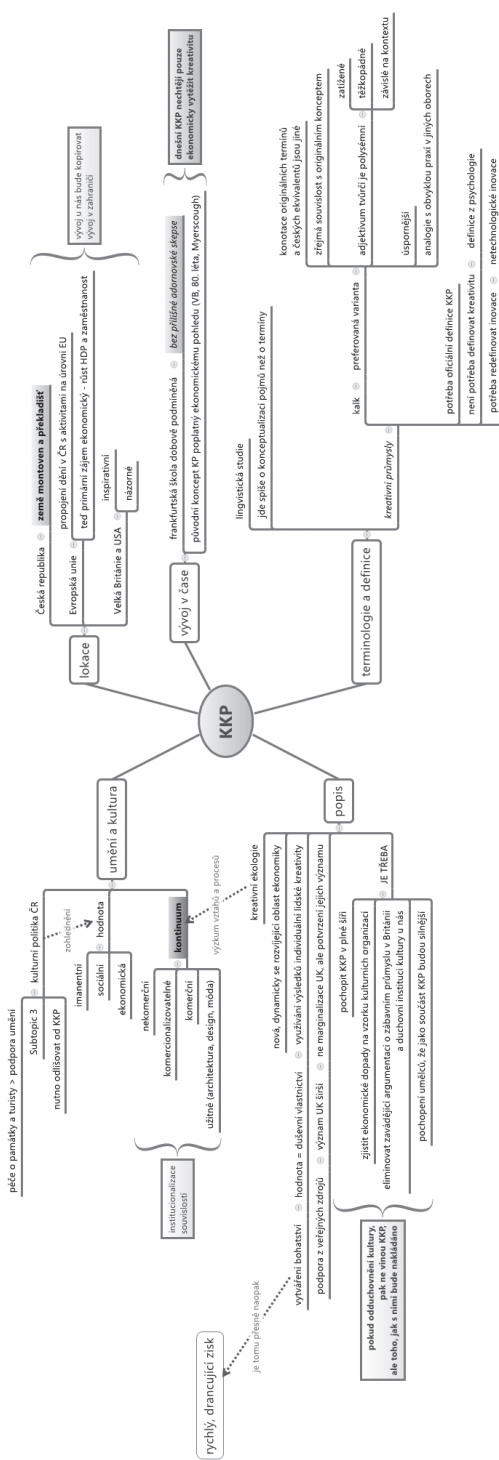 KKP
umění a kultura
péče o památky a turisty > podpora umění
Subtopic 3
kulturní politika ČR
nutno odlišovat od KKP
zohlednění
hodnota
imanentní
sociální
ekonomická
kontinuum
nekomerční
komercionalizovatelné
komerční
užitné (architektura, design, móda)
institucionalizace
souvislostí
výzkum vztahů a procesů
popis
kreativní ekologie
nová, dynamicky se rozvíjející oblast ekonomiky
vytváření bohatství
hodnota = duševní vlastnictví
využívání výsledků individuální lidské kreativity
podpora z veřejných zdrojů
význam UK širší
ne marginalizace UK, ale potvrzení jejich významu
JE TŘEBA
pochopit KKP v plné šíři
zjistit ekonomické dopady na vzorku kulturních organizací
eliminovat zavádějící argumentaci o zábavním průmyslu v Británii
a duchovní instituci kultury u nás
pochopení umělců, že jako součást KKP budou silnější
pokud odduchovnění kultury,
pak ne vinou KKP,
ale toho, jak s nimi bude nakládáno
je tomu přesně naopak
rychlý, drancující zisk
lokace
Česká republika
země montoven a překladišť
Evropská unie
propojení dění v ČR s aktivitami na úrovni EU
teď primární zájem ekonomický - růst HDP a zaměstnanost
Velká Británie a USA
inspirativní
názorné
vývoj u nás bude kopírovat
vývoj v zahraničí
vývoj v čase
frankfurtská škola dobově podmíněná
bez přílišné adornovské skepse
původní koncept KP poplatný ekonomickému pohledu (VB, 80. léta, Myerscough)
dnešní KKP nechtějí pouze
ekonomicky vytěžit kreativitu
terminologie a definice
lingvistická studie
jde spíše o konceptualizaci pojmů než o termíny
kreativní průmysly
kalk
preferovaná varianta
konotace originálních termínů
a českých ekvivalentů jsou jiné
zřejmá souvislost s originálním konceptem
adjektivum tvůrčí je polysémní
zatížené
těžkopádné
závislé na kontextu
úspornější
analogie s obvyklou praxí v jiných oborech
potřeba oficiální definice KKP
není potřeba definovat kreativitu
definice z psychologie
potřeba redefinovat inovace
netechnologické inovace